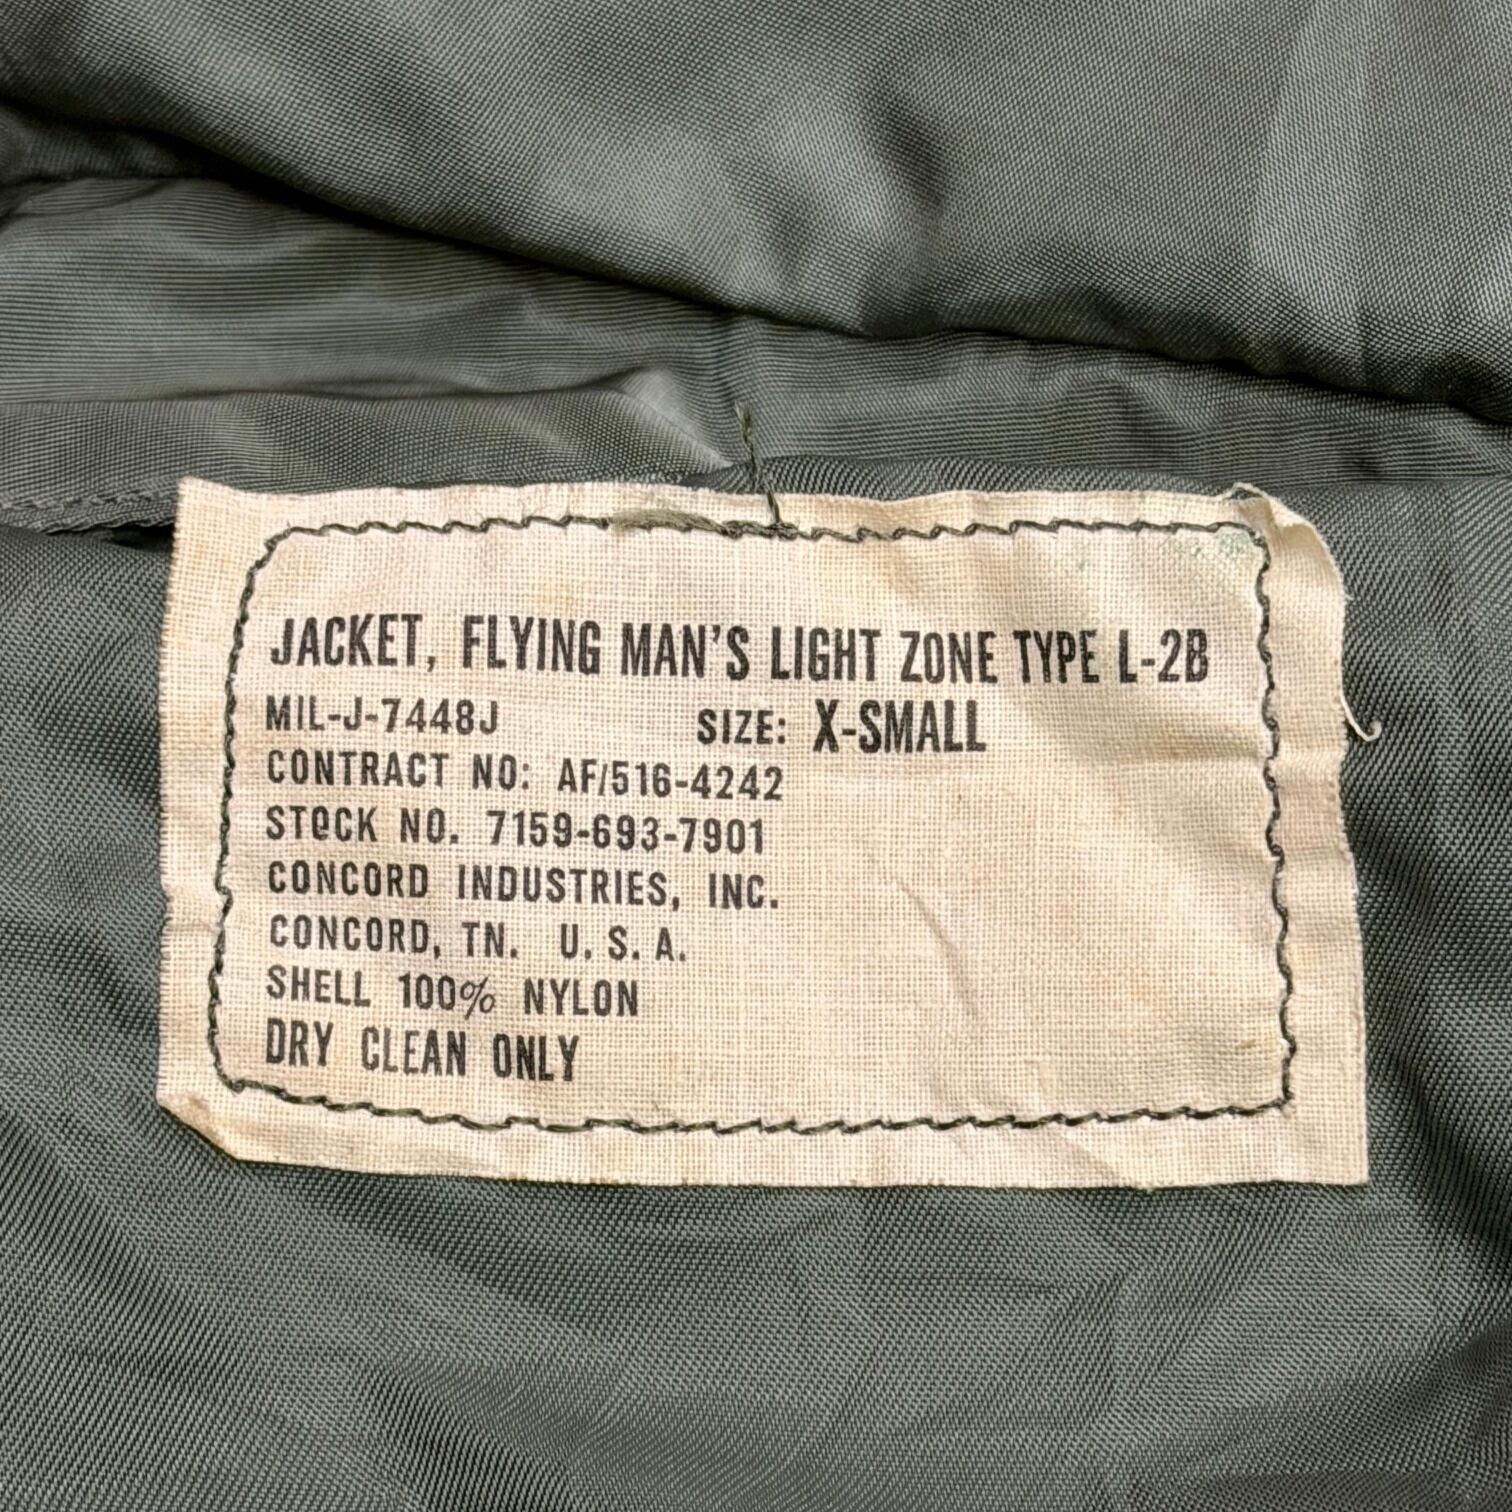 JACKET, FLYING MAN'S LIGHT ZONE TYPE L-2B
MIL-J-7448J SIZE: X-SMALL
CONTRACT NO: AF/516-4242
STOCK NO. 7159-693-7901
CONCORD INDUSTRIES, INC.
CONCORD, TN. U. S. A.
SHELL 100% NYLON
DRY CLEAN ONLY